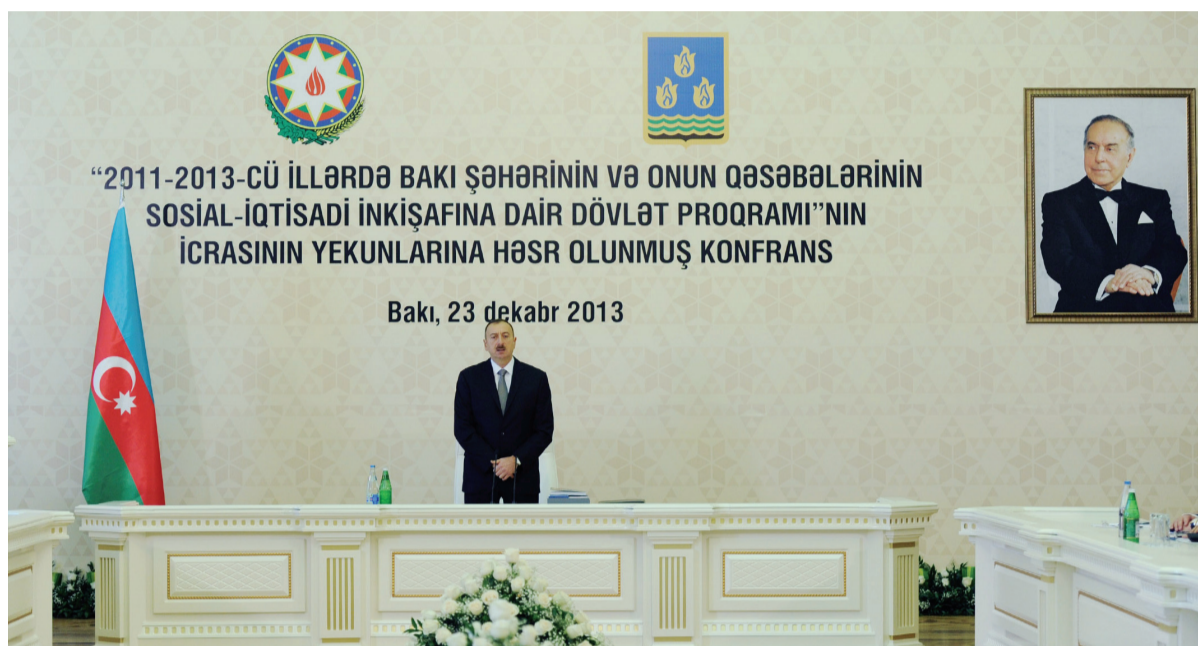 “2011-2013-CÜ İLLƏRDƏ BAKI ŞƏHƏRİNİN VƏ ONUN QƏSƏBƏLƏRİNİN
SOSİAL-İQTİSADİ İNKİŞAFINA DAİR DÖVLƏT PROQRAMI”NIN
İCRASININ YEKUNLARINA HƏSR OLUNMUŞ KONFRANS
Bakı, 23 dekabr 2013